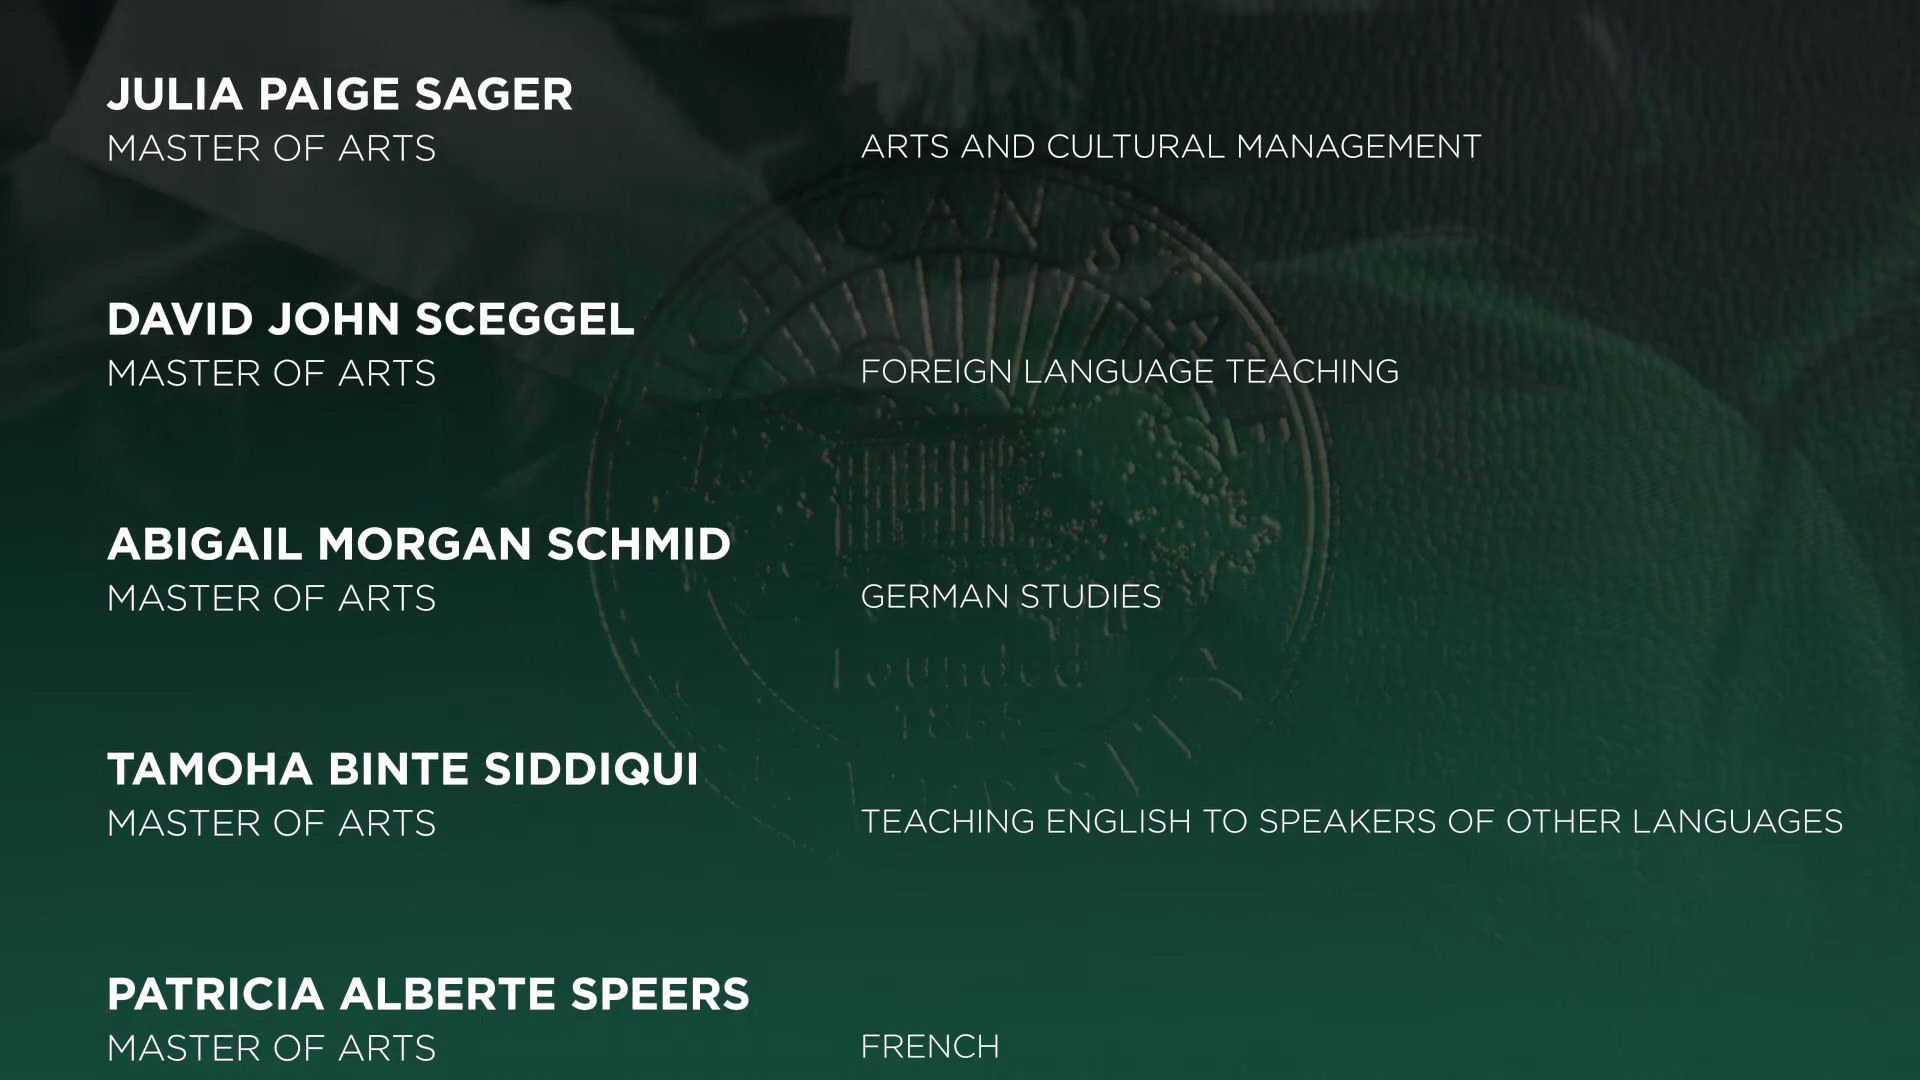 JULIA PAIGE SAGER
MASTER OF ARTS
ARTS AND CULTURAL MANAGEMENT
DAVID JOHN SCEGGEL
MASTER OF ARTS
FOREIGN LANGUAGE TEACHING
ABIGAIL MORGAN SCHMID
MASTER OF ARTS
GERMAN STUDIES
TAMOHA BINTE SIDDIQUI
MASTER OF ARTS
TEACHING ENGLISH TO SPEAKERS OF OTHER LANGUAGES
PATRICIA ALBERTE SPEERS
MASTER OF ARTS
FRENCH
Founded